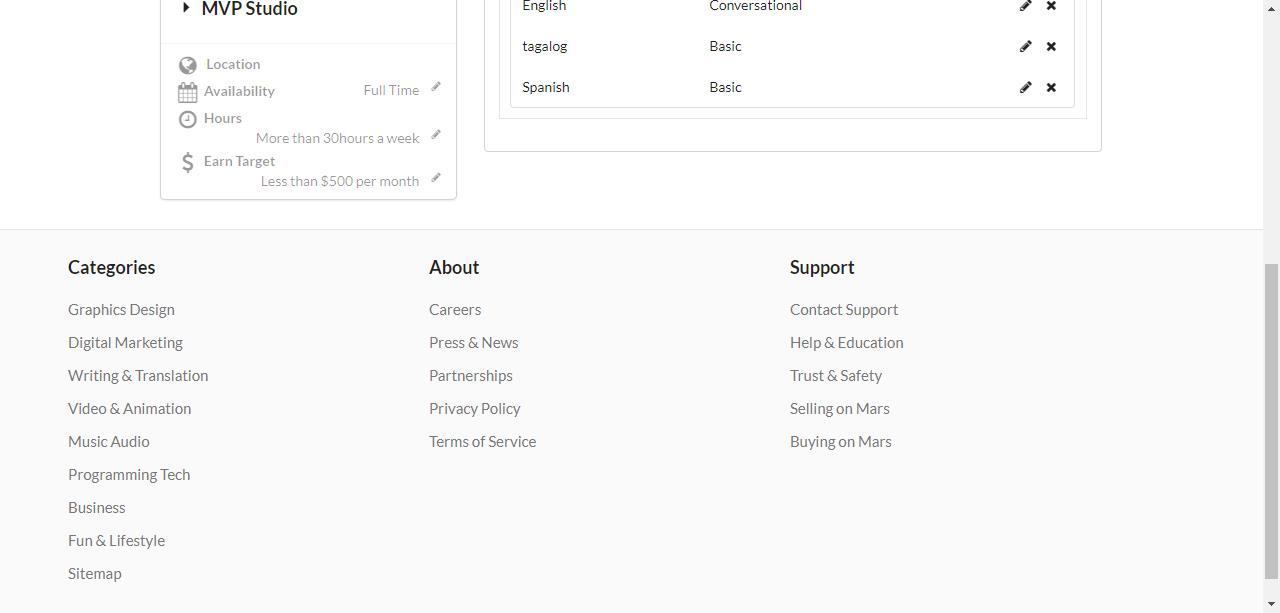 MVP Studio
Location
Availability Full Time
Hours
More than 30hours a week
Earn Target
Less than $500 per month
English Conversational
tagalog Basic
Spanish Basic
Categories
Graphics Design
Digital Marketing
Writing & Translation
Video & Animation
Music Audio
Programming Tech
Business
Fun & Lifestyle
Sitemap
About
Careers
Press & News
Partnerships
Privacy Policy
Terms of Service
Support
Contact Support
Help & Education
Trust & Safety
Selling on Mars
Buying on Mars